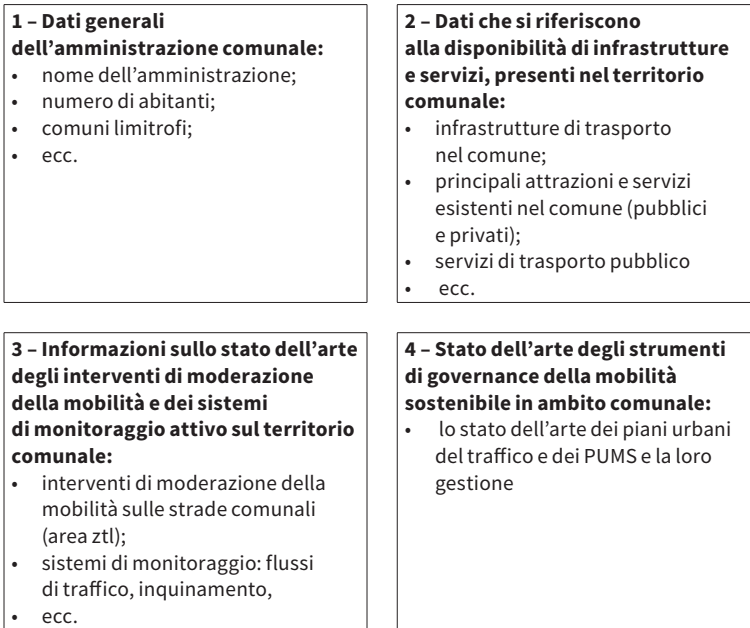 1 – Dati generali
dell’amministrazione comunale:
• nome dell’amministrazione;
• numero di abitanti;
• comuni limitrofi;
• ecc.
2 – Dati che si riferiscono
alla disponibilità di infrastrutture
e servizi, presenti nel territorio
comunale:
• infrastrutture di trasporto
nel comune;
• principali attrazioni e servizi
esistenti nel comune (pubblici
e privati);
• servizi di trasporto pubblico
• ecc.
3 – Informazioni sullo stato dell’arte
degli interventi di moderazione
della mobilità e dei sistemi
di monitoraggio attivo sul territorio
comunale:
• interventi di moderazione della
mobilità sulle strade comunali
(area ztl);
• sistemi di monitoraggio: flussi
di traffico, inquinamento,
• ecc.
4 – Stato dell’arte degli strumenti
di governance della mobilità
sostenibile in ambito comunale:
• lo stato dell’arte dei piani urbani
del traffico e dei PUMS e la loro
gestione